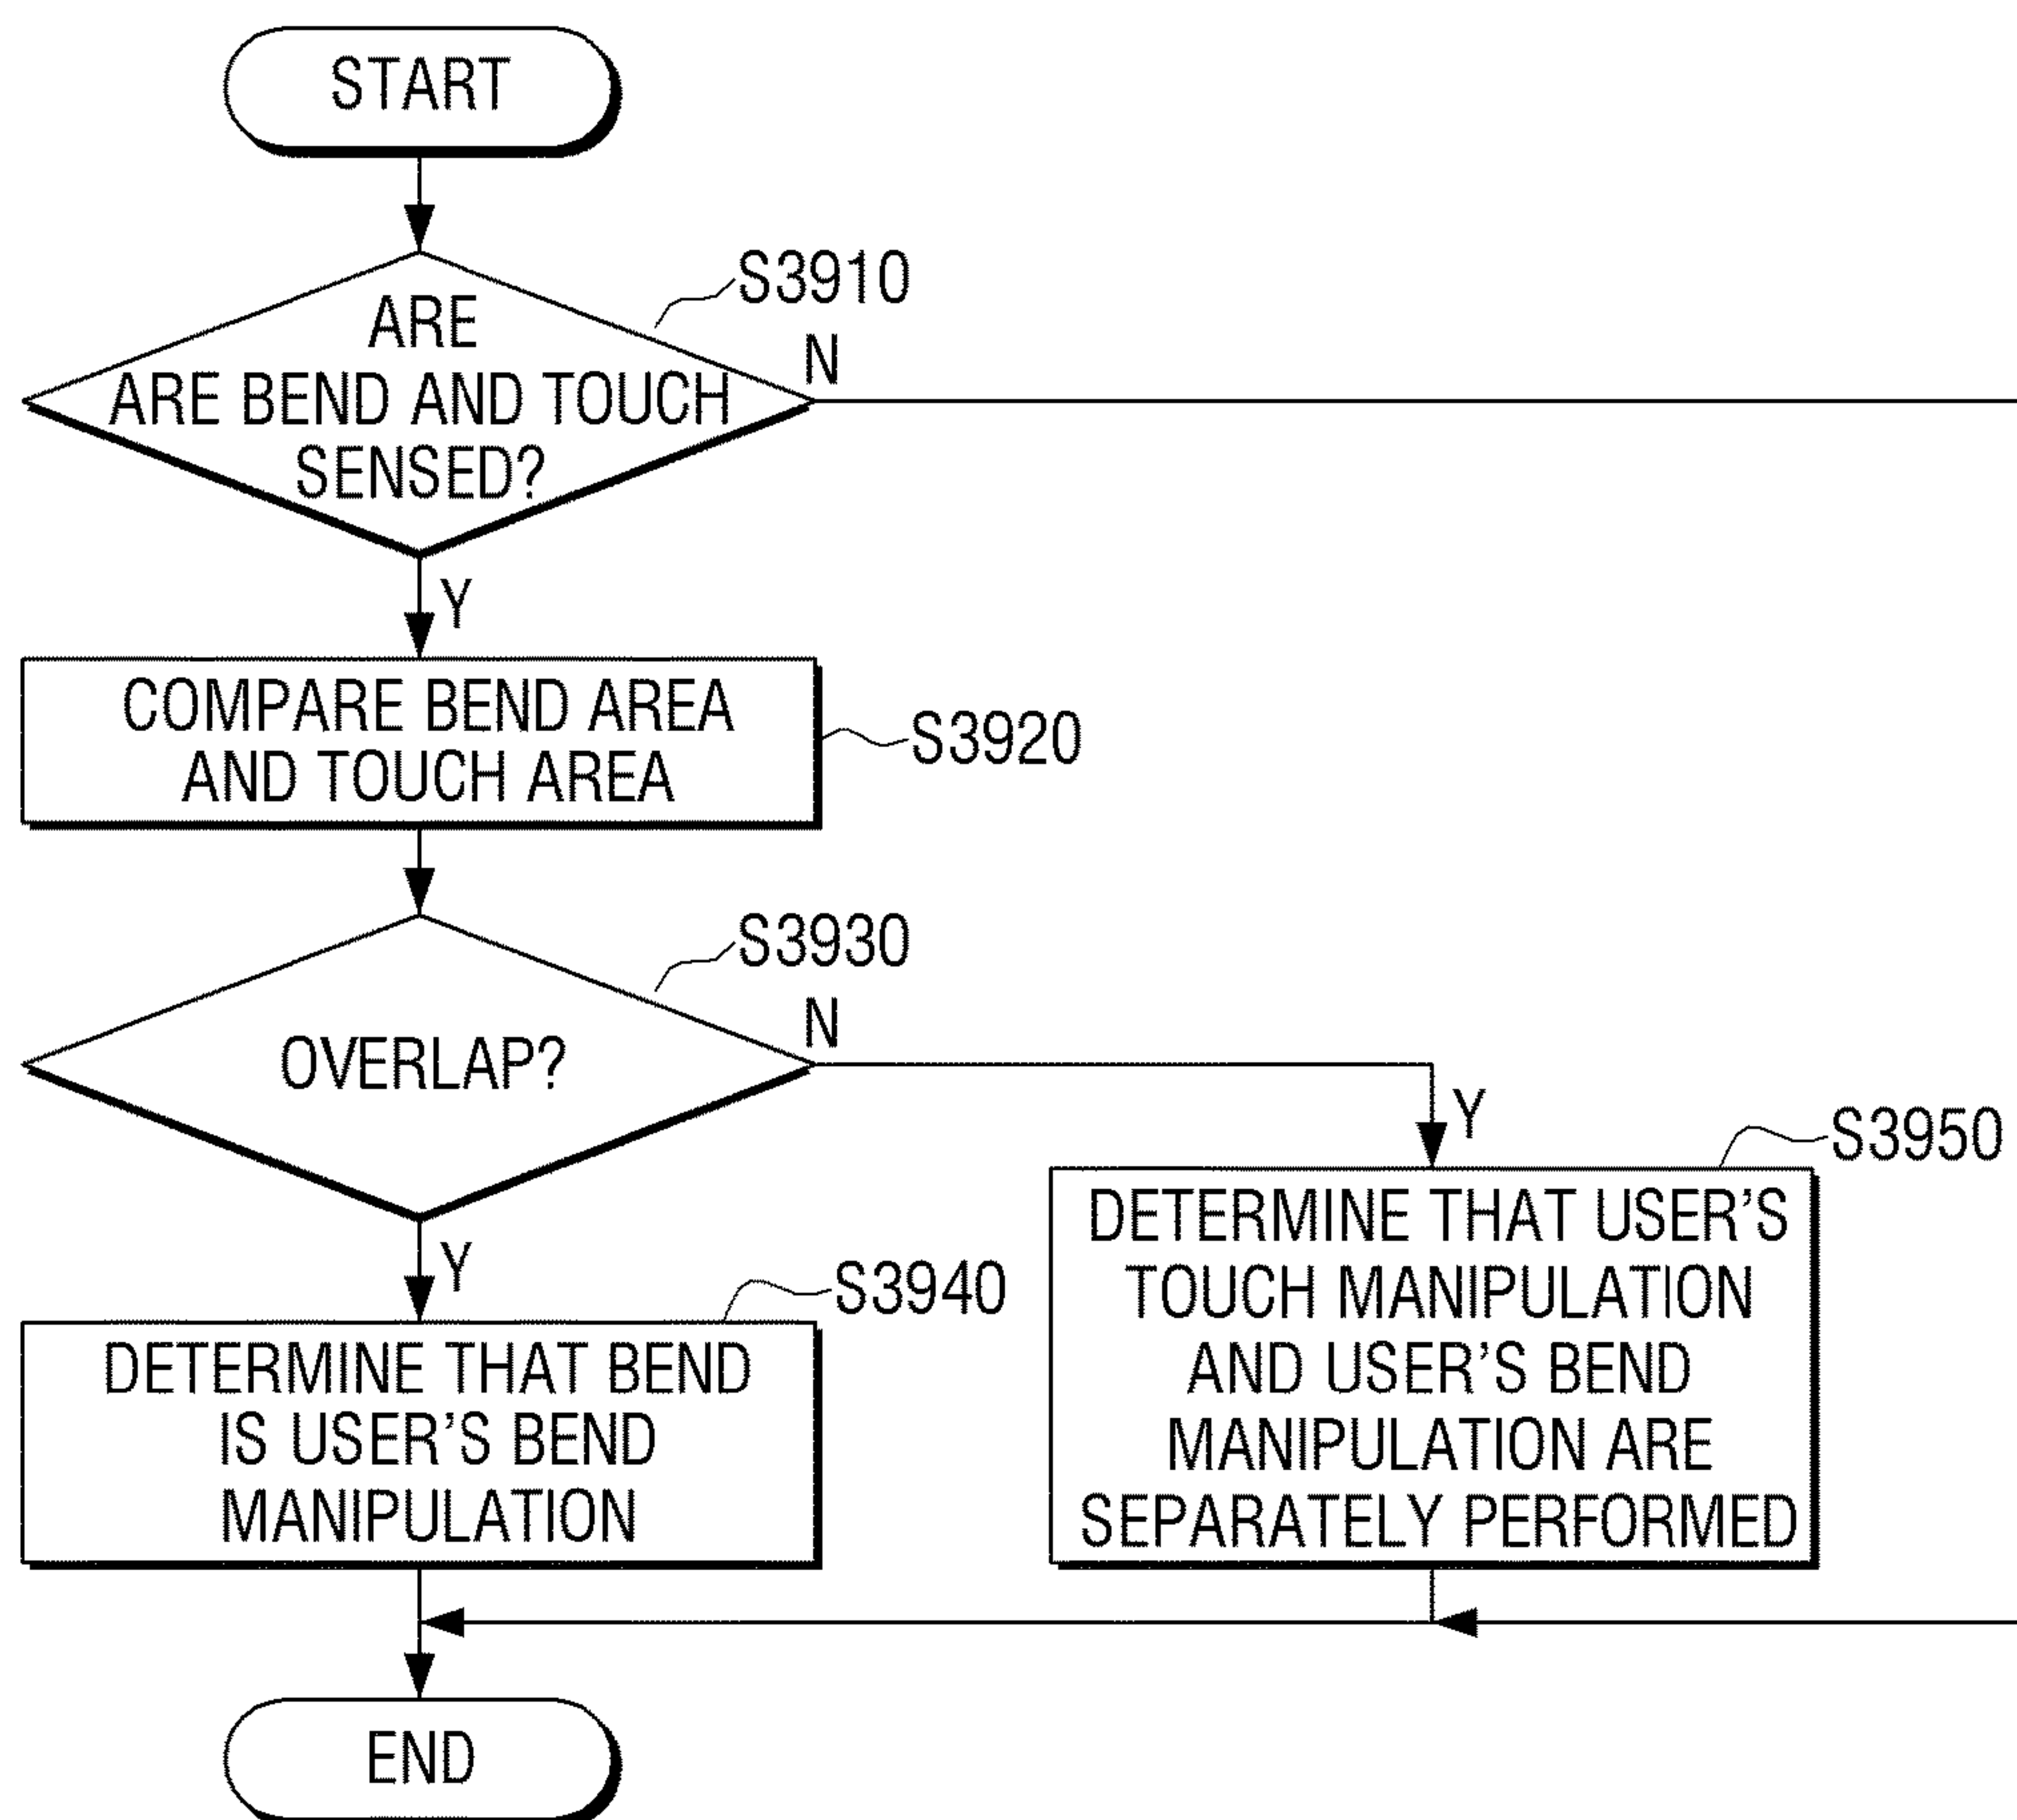 START
S3910
ARE
ARE BEND AND TOUCH
SENSED?
N
Y
COMPARE BEND AREA
AND TOUCH AREA
S3920
S3930
OVERLAP?
N
Y
S3950
DETERMINE THAT USER'S
TOUCH MANIPULATION
AND USER'S BEND
MANIPULATION ARE
SEPARATELY PERFORMED
Y
S3940
DETERMINE THAT BEND
IS USER'S BEND
MANIPULATION
END